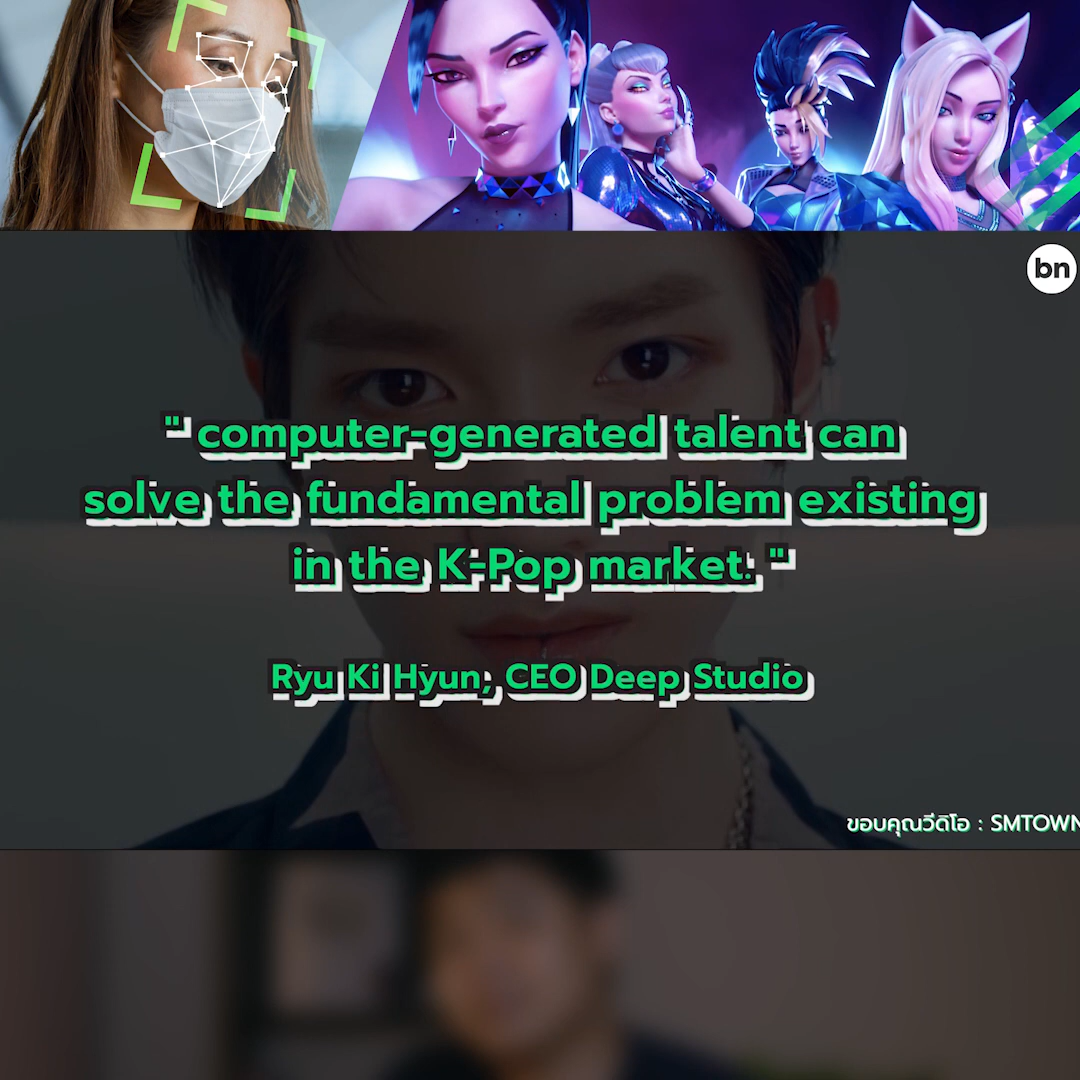 bn
" computer-generated talent can
solve the fundamental problem existing
in the K-Pop market. "
Ryu Ki Hyun, CEO Deep Studio
ขอบคุณวีดิโอ : SMTOWN